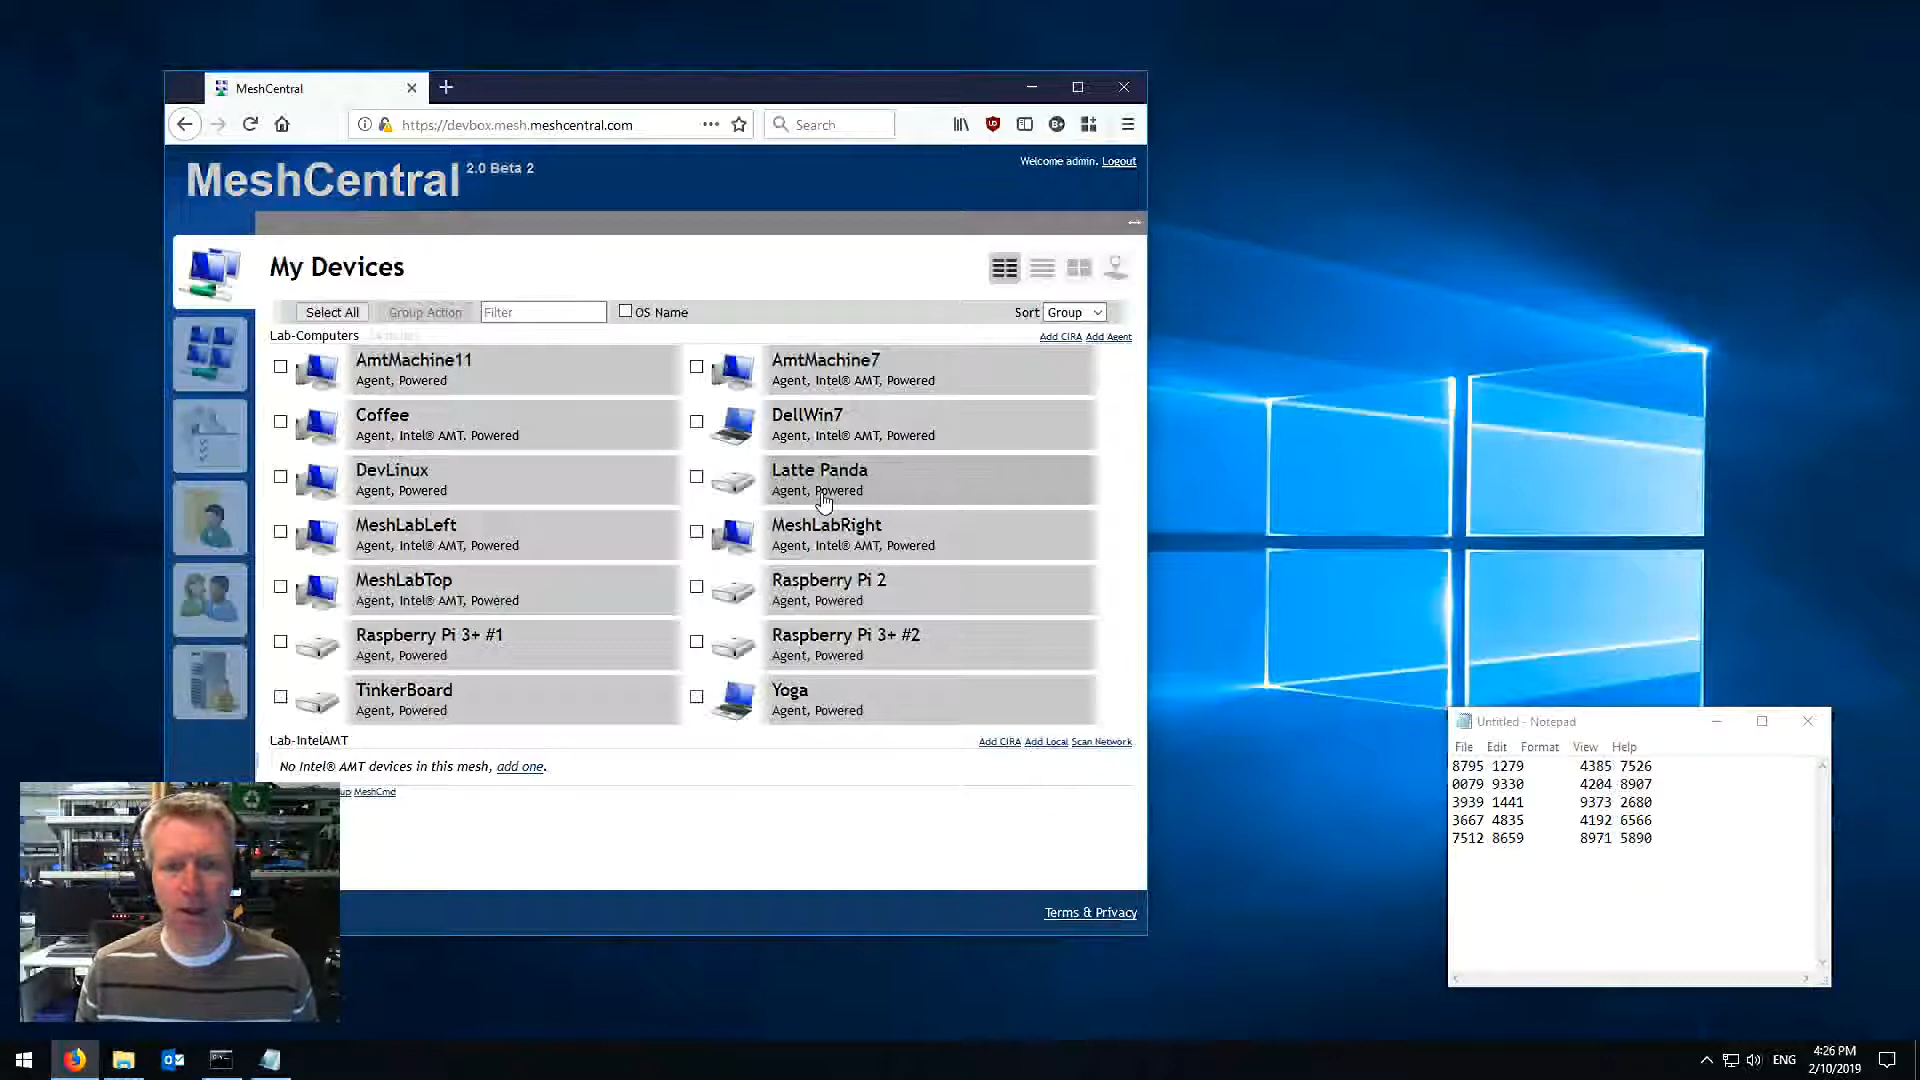 MeshCentral
https://devbox.mesh.meshcentral.com
Search
MeshCentral 2.0 Beta 2
Welcome admin. Logout
My Devices
Select All
Group Action
Filter
OS Name
Sort
Group
Lab-Computers
Add CIRA Add Agent
AmtMachine11
Agent, Powered
AmtMachine7
Agent, Intel® AMT, Powered
Coffee
Agent, Intel® AMT, Powered
DellWin7
Agent, Intel® AMT, Powered
DevLinux
Agent, Powered
Latte Panda
Agent, Powered
MeshLabLeft
Agent, Intel® AMT, Powered
MeshLabRight
Agent, Intel® AMT, Powered
MeshLabTop
Agent, Intel® AMT, Powered
Raspberry Pi 2
Agent, Powered
Raspberry Pi 3+ #1
Agent, Powered
Raspberry Pi 3+ #2
Agent, Powered
TinkerBoard
Agent, Powered
Yoga
Agent, Powered
Lab-IntelAMT
Add CIRA Add Local Scan Network
No Intel® AMT devices in this mesh, add one.
MeshCmd
Terms & Privacy
Untitled - Notepad
File Edit Format View Help
8795 1279 4385 7526
0079 9330 4204 8907
3939 1441 9373 2680
3667 4835 4192 6566
7512 8659 8971 5890
ENG
4:26 PM
2/10/2019